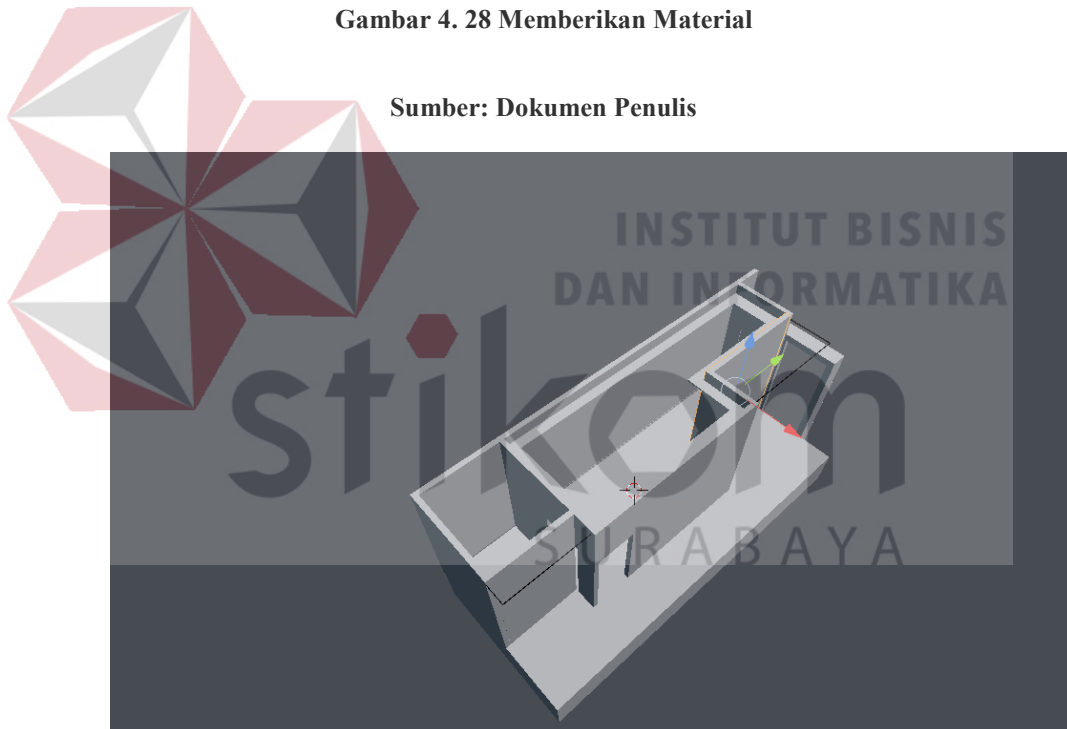 Gambar 4. 28 Memberikan Material
Sumber: Dokumen Penulis
INSTITUT BISNIS
DAN INFORMATIKA
stikom
SURABAYA